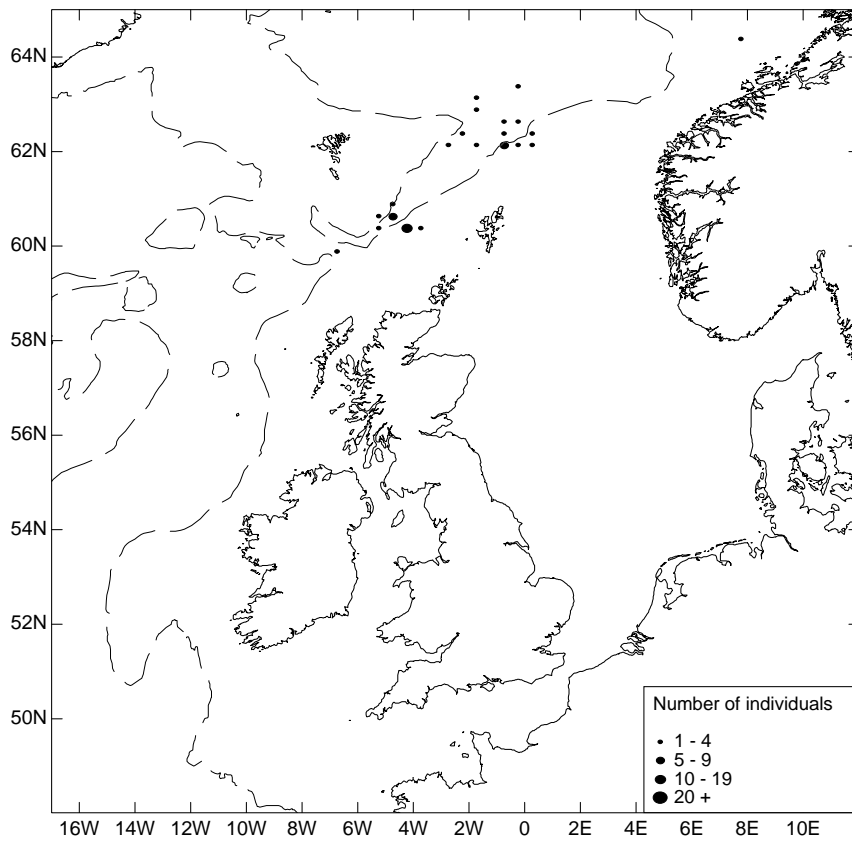 64N
62N
60N
58N
56N
54N
52N
50N
Number of individuals
1 - 4
5 - 9
10 - 19
20 +
16W 14W 12W 10W 8W 6W 4W 2W 0 2E 4E 6E 8E 10E